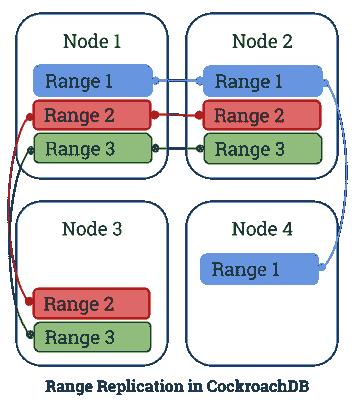 Node 1
Range 1
Range 2
Range 3
Node 2
Range 1
Range 2
Range 3
Node 3
Range 2
Range 3
Node 4
Range 1
Range Replication in CockroachDB